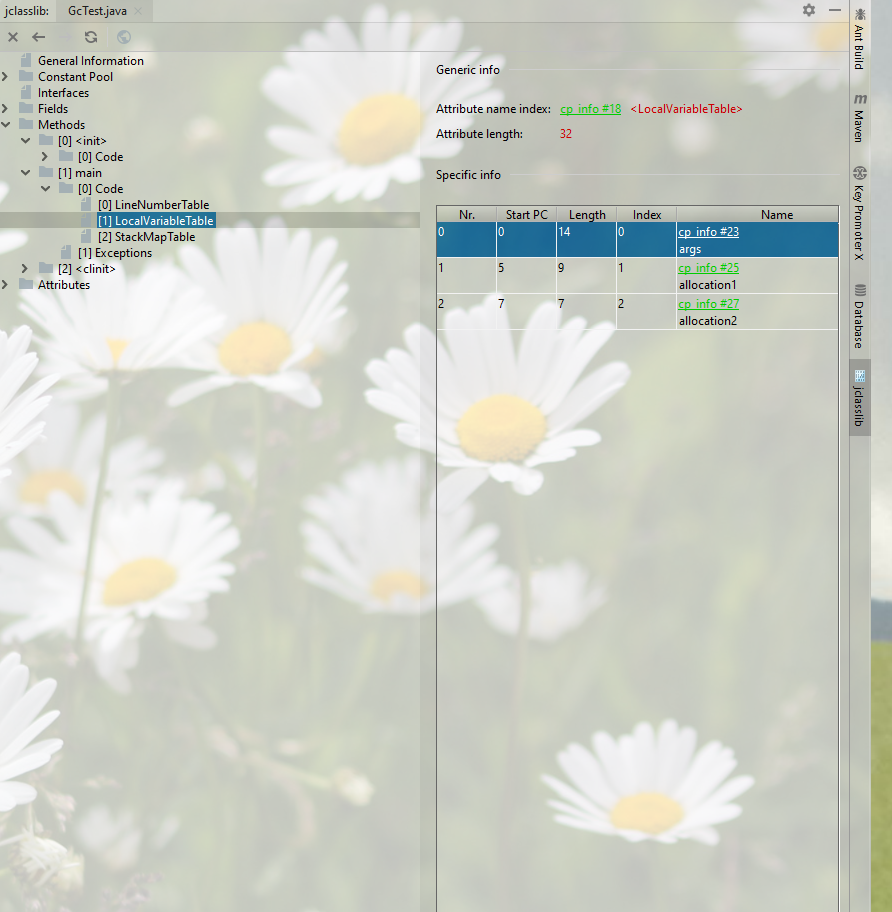 jclasslib:
GcTest.java
General Information
Constant Pool
Interfaces
Fields
Methods
[0] <init>
[0] Code
[1] main
[0] Code
[0] LineNumberTable
[1] LocalVariableTable
[2] StackMapTable
[1] Exceptions
[2] <clinit>
Attributes
Generic info
Attribute name index: cp_info #18 <LocalVariableTable>
Attribute length: 32
Specific info
Nr. Start PC Length Index Name
0 0 14 0 cp_info #23
args
1 5 9 1 cp_info #25
allocation1
2 7 7 2 cp_info #27
allocation2
Ant Build
m Maven
Key Promoter X
Database
jclasslib